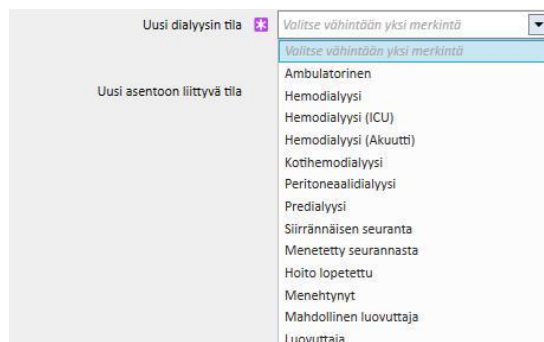 Uusi dialyysin tila Valitse vähintään yksi merkintä
Valitse vähintään yksi merkintä
Ambulatorinen
Uusi asentoon liittyvä tila
Hemodialyysi
Hemodialyysi (ICU)
Hemodialyysi (Akuutti)
Kotihemodialyysi
Peritoneaalidialyysi
Predialyysi
Siirrännäisen seuranta
Menetetty seurannasta
Hoito lopetettu
Menehtynyt
Mahdollinen luovuttaja
Luovuttaja